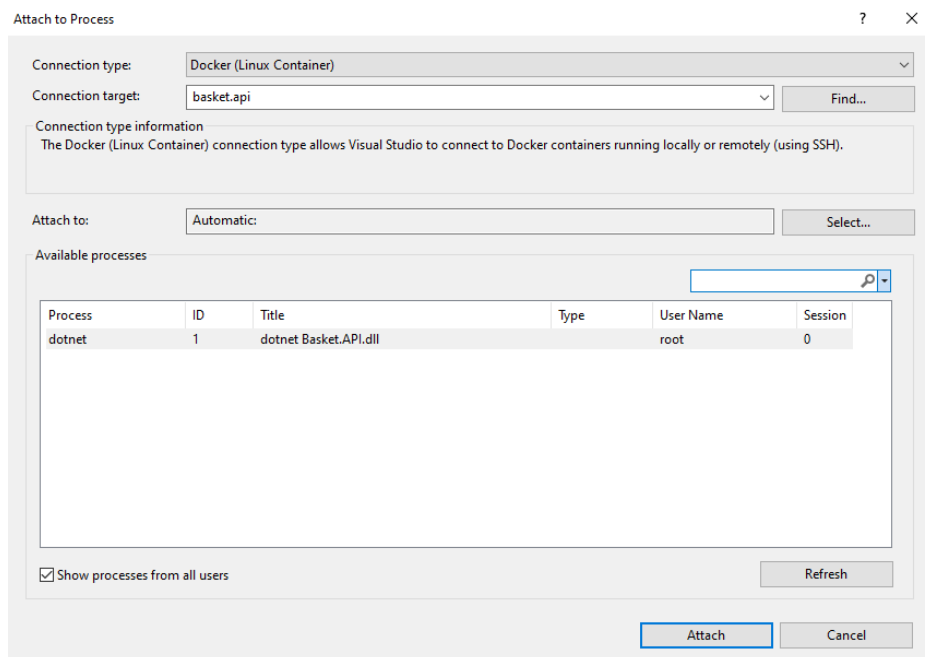 Attach to Process
?
Connection type:
Docker (Linux Container)
Connection target:
basket.api
Find...
Connection type information
The Docker (Linux Container) connection type allows Visual Studio to connect to Docker containers running locally or remotely (using SSH).
Attach to:
Automatic:
Select...
Available processes
Process ID Title Type User Name Session
dotnet 1 dotnet Basket.API.dll root 0
Show processes from all users
Refresh
Attach
Cancel